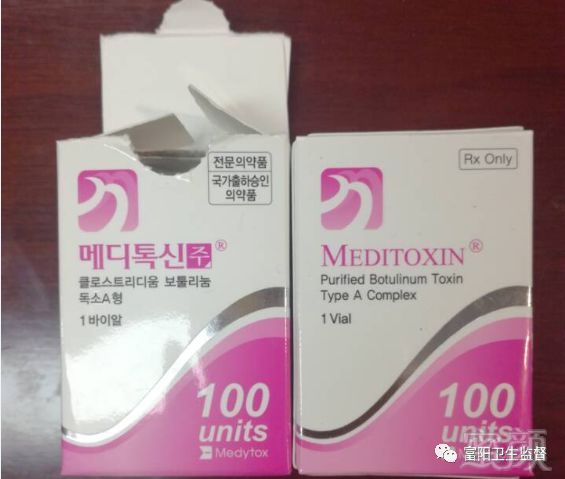 전문의약품
국가출하승인
의약품
메디톡신주®
클로스트리디움 보툴리눔
독소A형
1 바이알
100
units
Medytox
Rx Only
MEDITOXIN®
Purified Botulinum Toxin
Type A Complex
1 Vial
100
units
富阳卫生监督